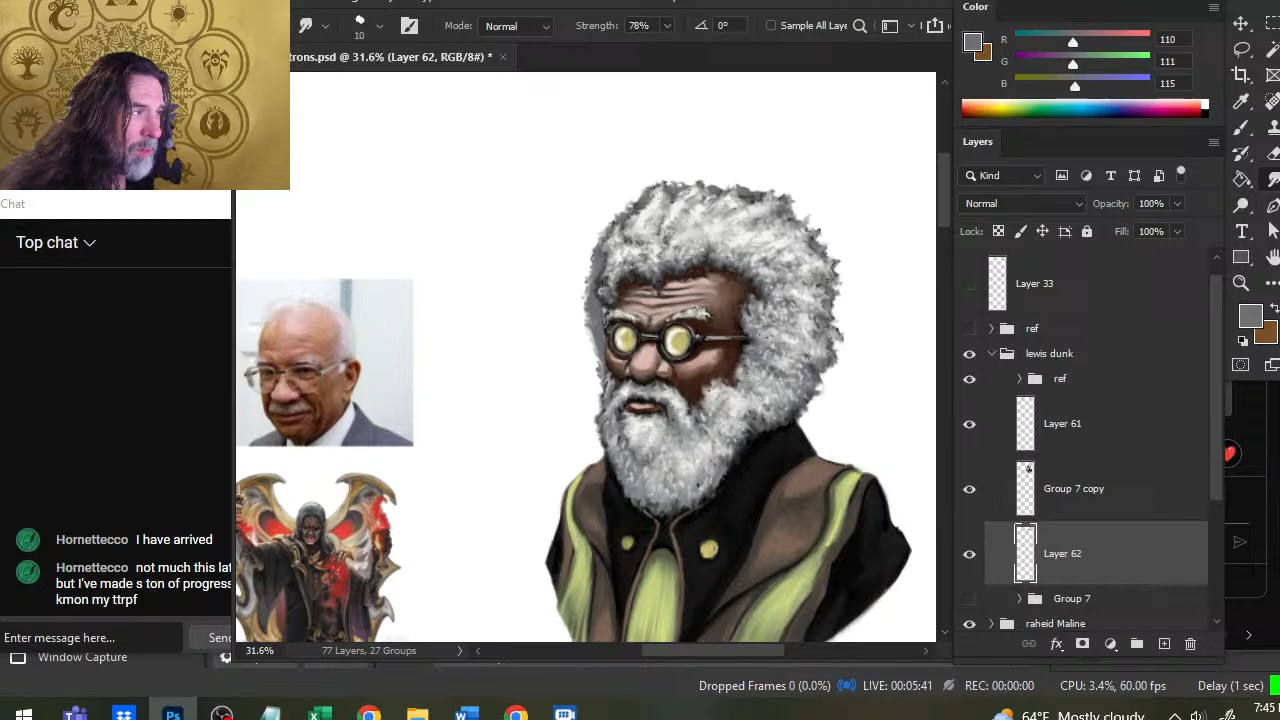 10
Mode: Normal
Strength: 78%
0°
Sample All Laye
trons.psd @ 31.6% (Layer 62, RGB/8#) *
Color
R 110
G 111
B 115
Layers
Kind
Normal
Opacity: 100%
Lock:
Fill: 100%
Layer 33
ref
lewis dunk
ref
Layer 61
Group 7 copy
Layer 62
Group 7
raheid Maline
Chat
Top chat
Hornettecco I have arrived
Hornettecco not much this lat
but I've made s ton of progress
kmon my ttrpf
Enter message here...
Send
Window Capture
31.6%
77 Layers, 27 Groups
Dropped Frames 0 (0.0%)
LIVE: 00:05:41
REC: 00:00:00
CPU: 3.4%, 60.00 fps
Delay (1 sec)
64°F Mostly cloudy
7:45